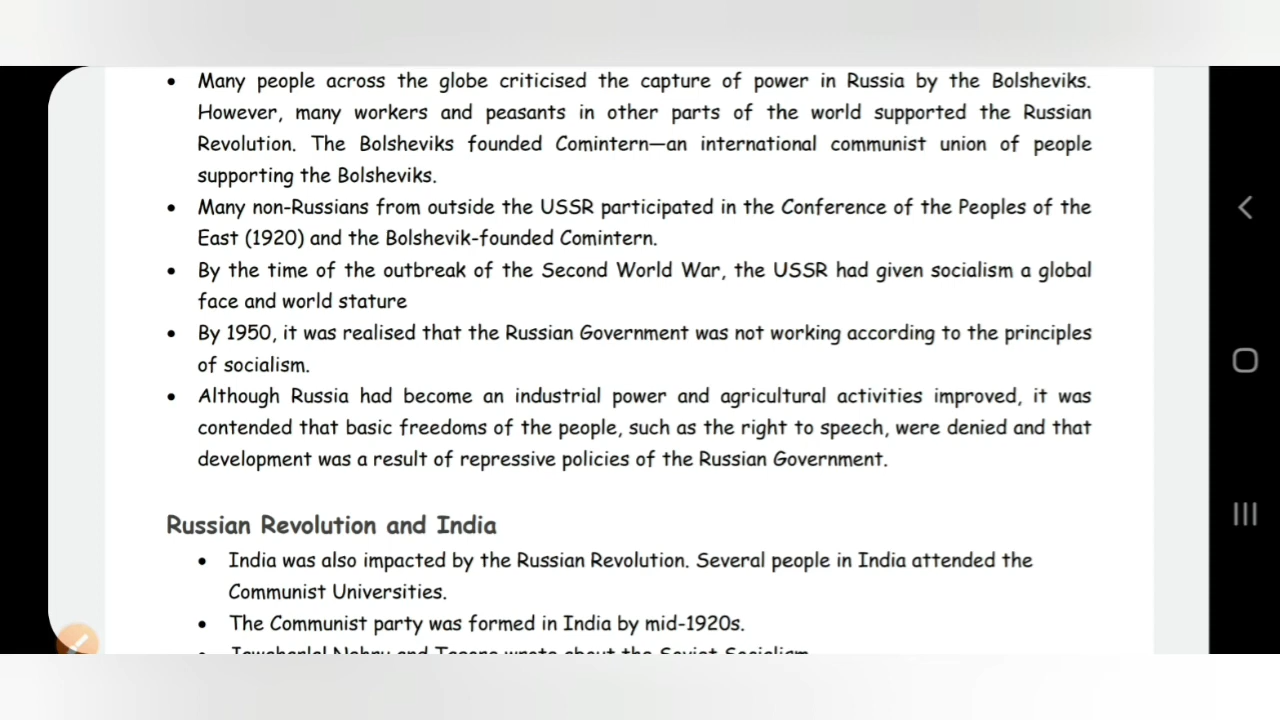 • Many people across the globe criticised the capture of power in Russia by the Bolsheviks.
However, many workers and peasants in other parts of the world supported the Russian
Revolution. The Bolsheviks founded Comintern—an international communist union of people
supporting the Bolsheviks.
• Many non-Russians from outside the USSR participated in the Conference of the Peoples of the
East (1920) and the Bolshevik-founded Comintern.
• By the time of the outbreak of the Second World War, the USSR had given socialism a global
face and world stature
• By 1950, it was realised that the Russian Government was not working according to the principles
of socialism.
• Although Russia had become an industrial power and agricultural activities improved, it was
contended that basic freedoms of the people, such as the right to speech, were denied and that
development was a result of repressive policies of the Russian Government.
Russian Revolution and India
• India was also impacted by the Russian Revolution. Several people in India attended the
Communist Universities.
• The Communist party was formed in India by mid-1920s.
• Jawaharlal Nehru and Tagore wrote about the Soviet Socialism